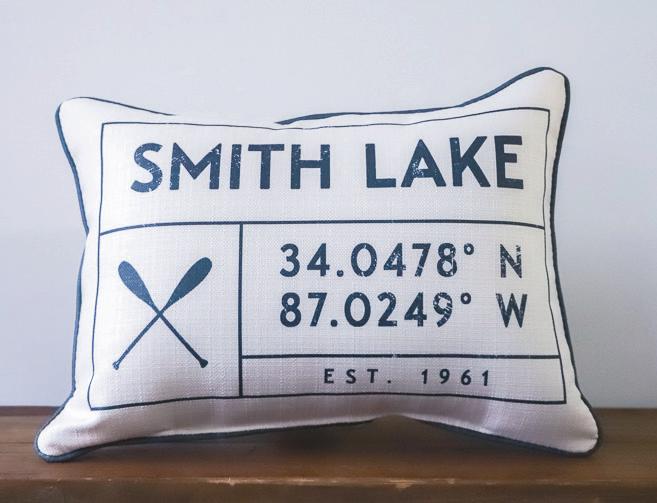 SMITH LAKE
34.0478° N
87.0249° W
EST. 1961